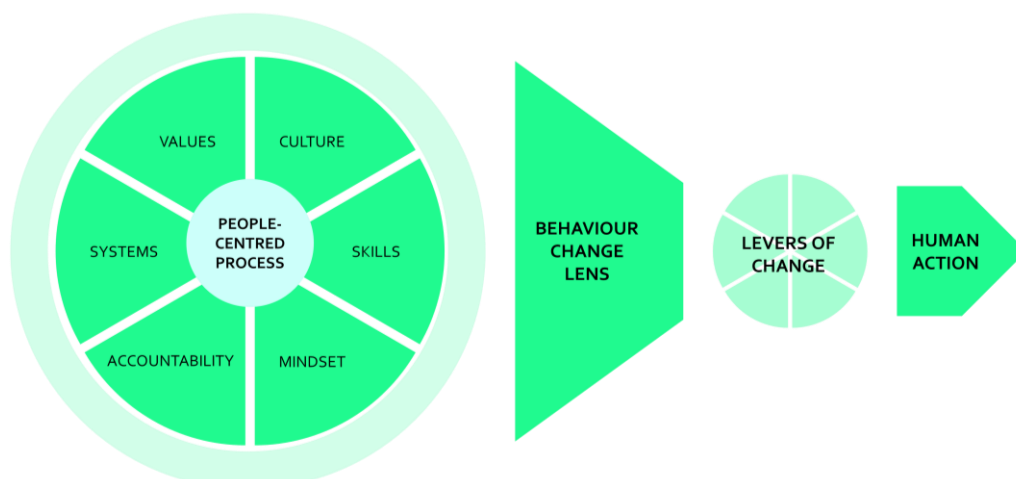 VALUES
CULTURE
PEOPLE-
CENTRED
PROCESS
SYSTEMS
SKILLS
ACCOUNTABILITY
MINDSET
BEHAVIOUR
CHANGE
LENS
LEVERS OF
CHANGE
HUMAN
ACTION